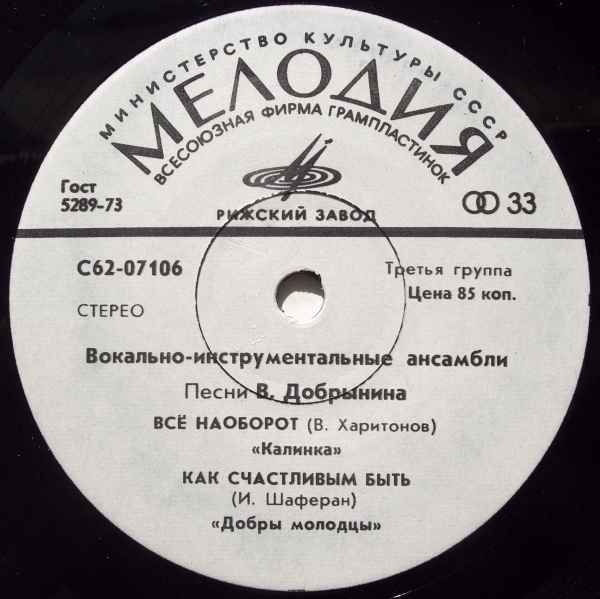 МИНИСТЕРСТВО КУЛЬТУРЫ СССР
МЕЛОДИЯ
ВСЕСОЮЗНАЯ ФИРМА ГРАМПЛАСТИНОК
Гост
5289-73
РИЖСКИЙ ЗАВОД
33
С62-07106
Третья группа
Цена 85 коп.
СТЕРЕО
Вокально-инструментальные ансамбли
Песни В. Добрынина
ВСЁ НАОБОРОТ (В. Харитонов)
«Калинка»
КАК СЧАСТЛИВЫМ БЫТЬ
(И. Шаферан)
«Добры молодцы»